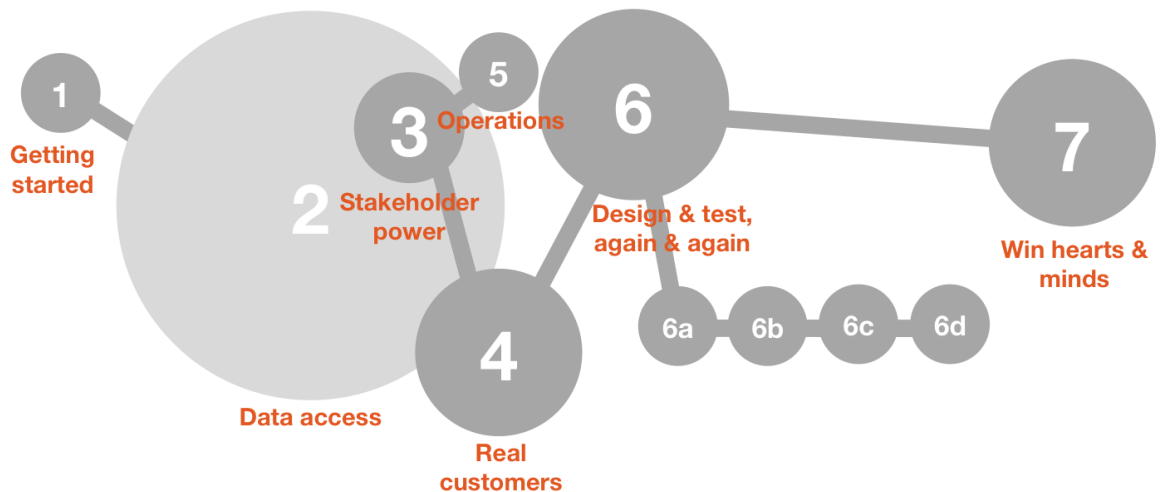 1
Getting
started
2
Data access
3
Stakeholder
power
5
Operations
4
Real
customers
6
Design & test,
again & again
6a
6b
6c
6d
7
Win hearts &
minds